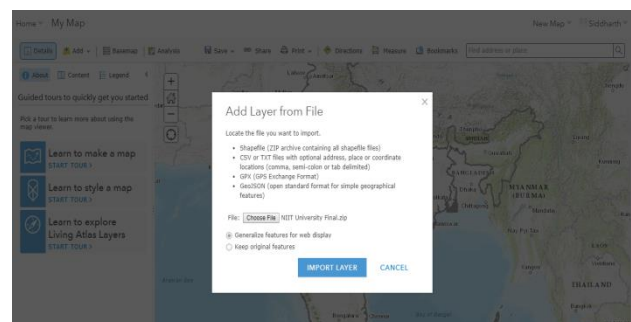 Home My Map
New Map Siddharth
Details Add Basemap Analysis Save Share Print Directions Measure Bookmarks Find address or place
About Content Legend
Guided tours to quickly get you started
Pick a tour to learn more about using the
map viewer.
Learn to make a map
START TOUR >
Learn to style a map
START TOUR >
Learn to explore
Living Atlas Layers
START TOUR >
Add Layer from File
Locate the file you want to import.
• Shapefile (ZIP archive containing all shapefile files)
• CSV or TXT files with optional address, place or coordinate
locations (comma, semi-colon or tab delimited)
• GPX (GPS Exchange Format)
• GeoJSON (open standard format for simple geographical
features)
File: Choose File NIIT University Final.zip
Generalize features for web display
Keep original features
IMPORT LAYER CANCEL
MYANMAR
(BURMA)
Mandalay
LAOS
THAILAND
Bangkok
Yangon
Bengaluru Chennai